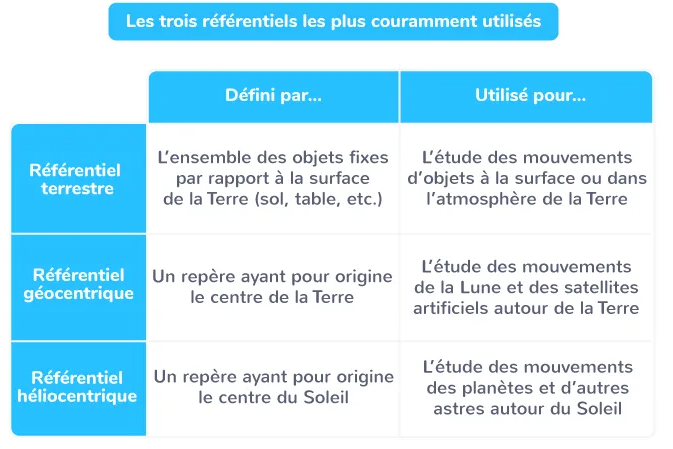 Les trois référentiels les plus couramment utilisés
Défini par...
Utilisé pour...
Référentiel
terrestre
L'ensemble des objets fixes
par rapport à la surface
de la Terre (sol, table, etc.)
L'étude des mouvements
d'objets à la surface ou dans
l'atmosphère de la Terre
Référentiel
géocentrique
Un repère ayant pour origine
le centre de la Terre
L'étude des mouvements
de la Lune et des satellites
artificiels autour de la Terre
Référentiel
héliocentrique
Un repère ayant pour origine
le centre du Soleil
L'étude des mouvements
des planètes et d'autres
astres autour du Soleil